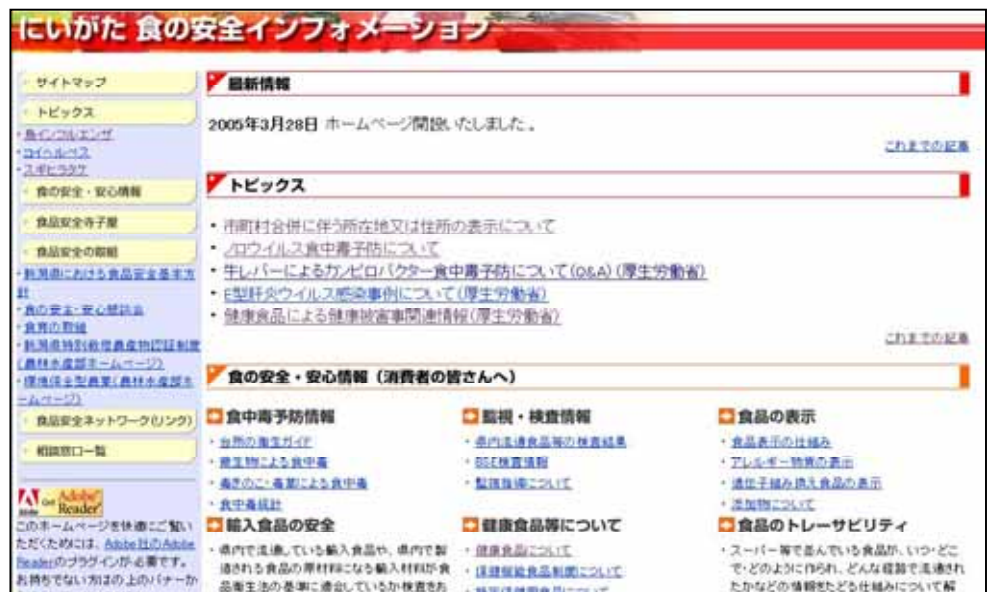 にいがた 食の安全インフォメーション
サイトマップ
トピックス
・鳥インフルエンザ
・コイヘルペス
・スギヒラタケ
食の安全・安心情報
食品安全寺子屋
食品安全の取組
・新潟県における食品安全基本方
針
・食の安全・安心懇談会
・食育の取組
・新潟県特別栽培農産物認証制度
(農林水産部ホームページ)
・環境保全型農業(農林水産部ホ
ームページ)
食品安全ネットワーク(リンク)
相談窓口一覧
Get Adobe Reader
このホームページを快適にご覧い
ただくためには、Adobe社のAdobe
Readerのプラグインが必要です。
お持ちでない方はの上のバナーか
最新情報
2005年3月28日 ホームページ開設いたしました。
これまでの記事
トピックス
・市町村合併に伴う所在地又は住所の表示について
・ノロウイルス食中毒予防について
・牛レバーによるカンピロバクター食中毒予防について(Q&A)(厚生労働省)
・E型肝炎ウイルス感染事例について(厚生労働省)
・健康食品による健康被害事関連情報(厚生労働省)
これまでの記事
食の安全・安心情報(消費者の皆さんへ)
食中毒予防情報
・台所の衛生ガイド
・微生物による食中毒
・毒きのこ・毒草による食中毒
・食中毒統計
監視・検査情報
・県内流通食品等の検査結果
・BSE検査情報
・監視指導について
食品の表示
・食品表示の仕組み
・アレルギー物質の表示
・遺伝子組み換え食品の表示
・添加物について
輸入食品の安全
・県内で流通している輸入食品や、県内で製
造される食品の原材料になる輸入材料が食
品衛生法の基準に適合しているか検査をお
健康食品等について
・健康食品について
・保健機能食品制度について
食品のトレーサビリティ
・スーパー等で並んでいる食品が、いつ・どこ
で・どのように作られ、どんな経路で流通され
たかなどの情報をたどる仕組みについて解